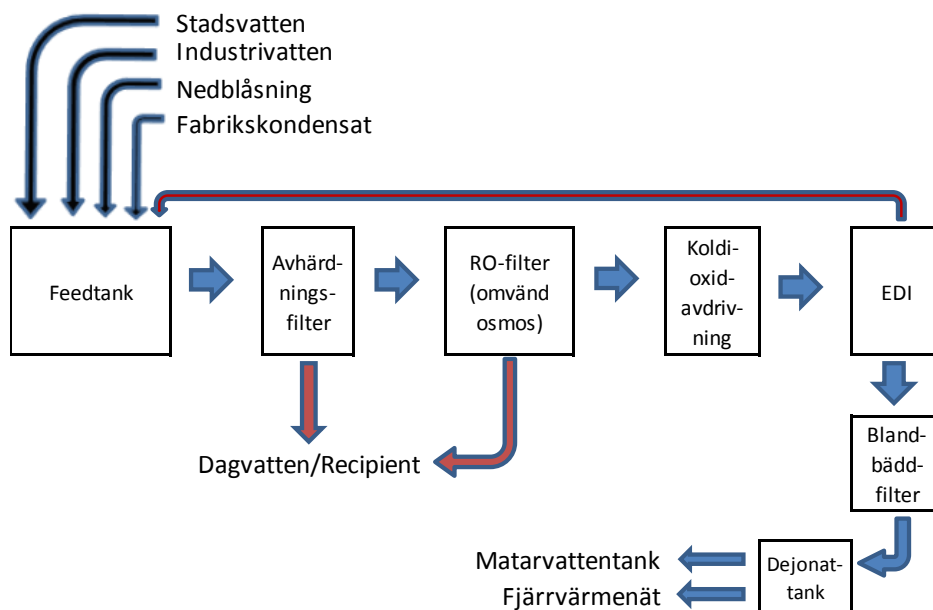 Stadsvatten
Industrivatten
Nedblåsning
Fabrikskondensat
Feedtank
Avhärd-
nings-
filter
RO-filter
(omvänd
osmos)
Koldi-
oxid-
avdriv-
ning
EDI
Dagvatten/Recipient
Bland-
bädd-
filter
Matarvattentank
Fjärrvärmenät
Dejonat-
tank